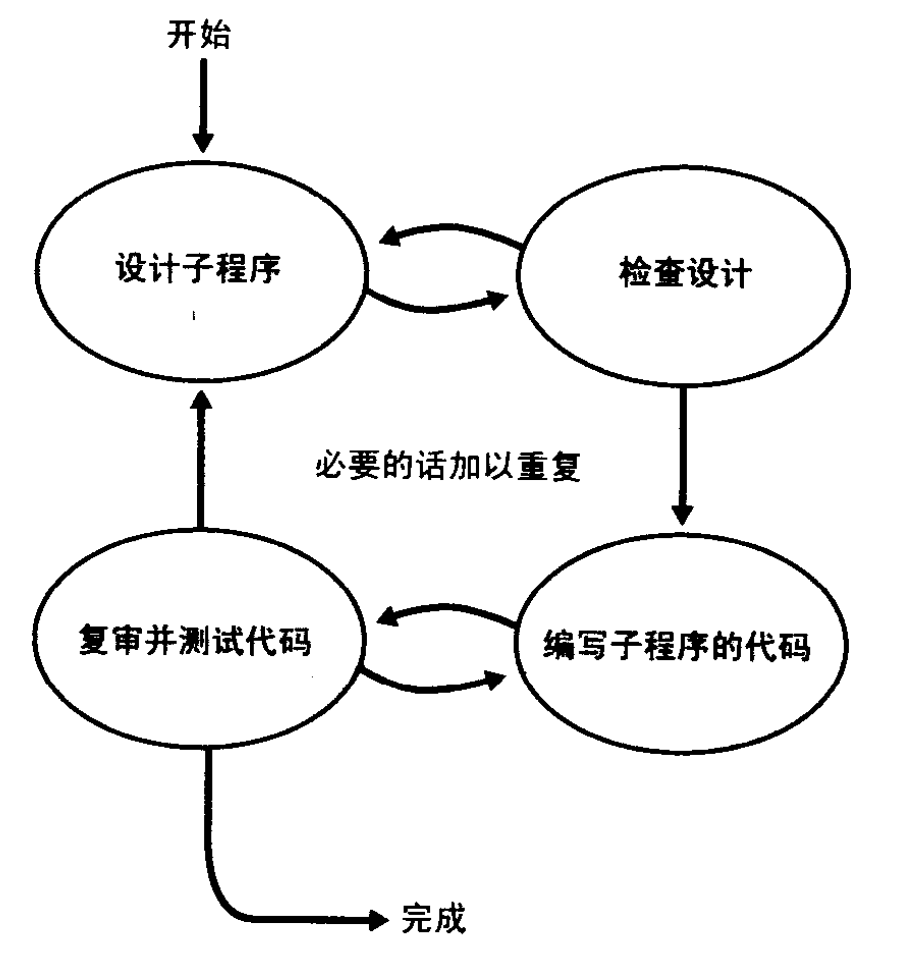 开始
设计子程序
检查设计
必要的话加以重复
复审并测试代码
编写子程序的代码
完成